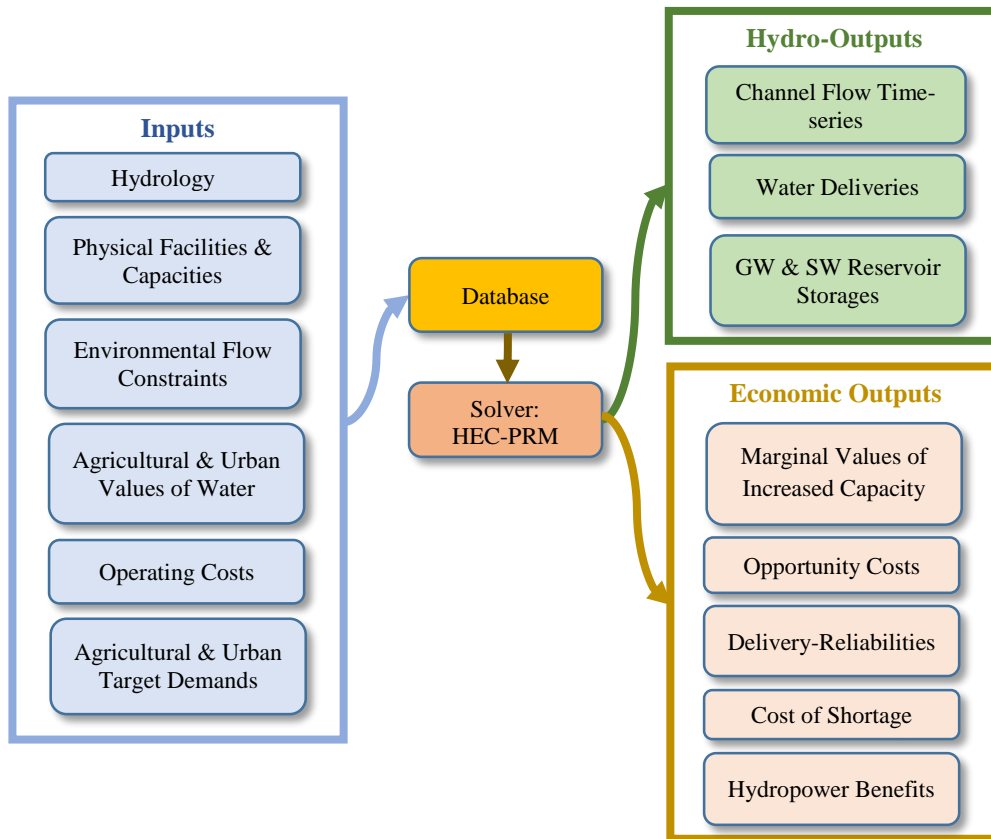 Inputs
Hydrology
Physical Facilities &
Capacities
Environmental Flow
Constraints
Agricultural & Urban
Values of Water
Operating Costs
Agricultural & Urban
Target Demands
Database
Solver:
HEC-PRM
Hydro-Outputs
Channel Flow Time-
series
Water Deliveries
GW & SW Reservoir
Storages
Economic Outputs
Marginal Values of
Increased Capacity
Opportunity Costs
Delivery-Reliabilities
Cost of Shortage
Hydropower Benefits